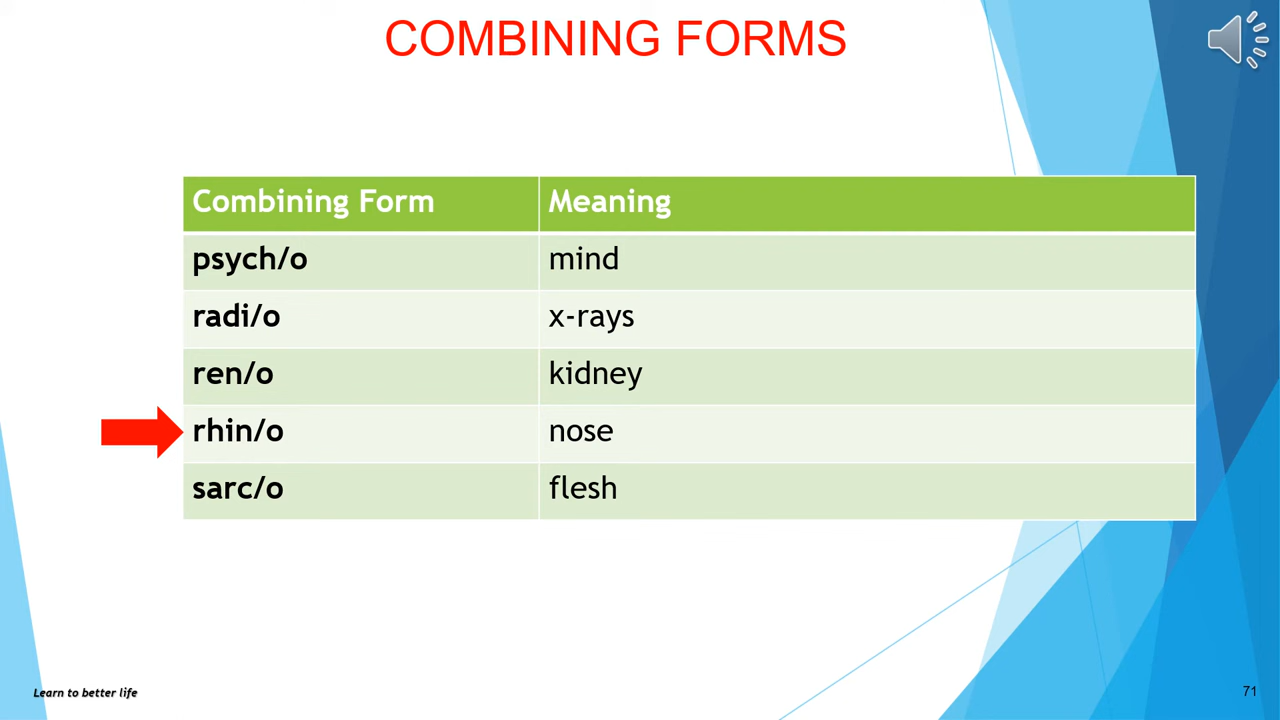 COMBINING FORMS
Combining Form Meaning
psych/o mind
radi/o x-rays
ren/o kidney
rhin/o nose
sarc/o flesh
Learn to better life
71